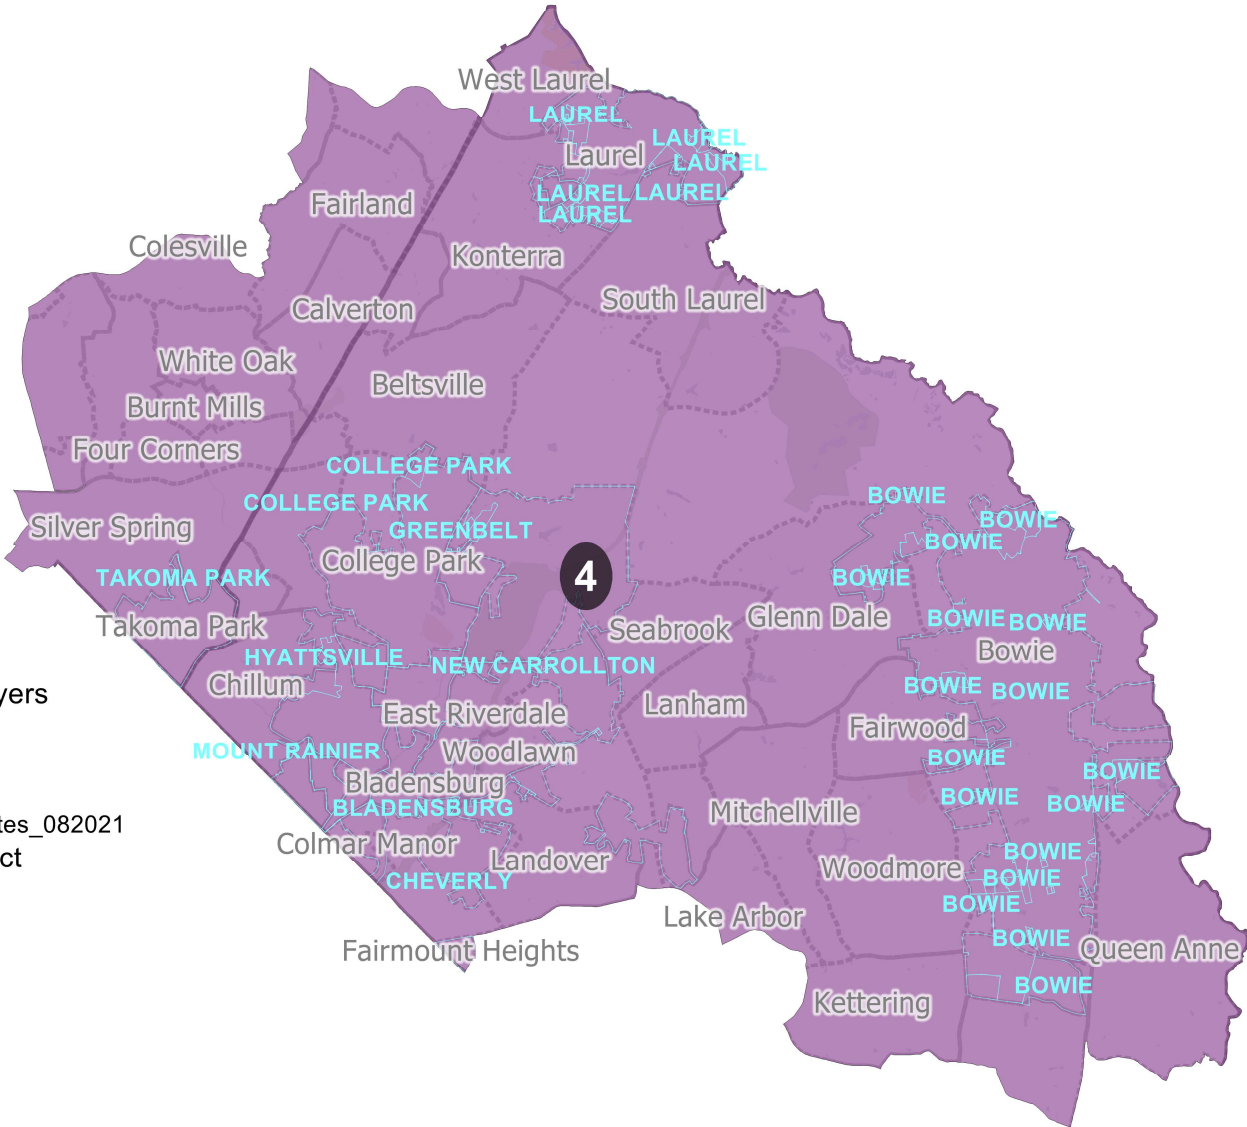 West Laurel
LAUREL
LAUREL
Laurel
LAUREL
LAUREL
LAUREL
Fairland
LAUREL
Colesville
Konterra
South Laurel
Calverton
White Oak
Beltsville
Burnt Mills
Four Corners
COLLEGE PARK
BOWIE
COLLEGE PARK
BOWIE
Silver Spring
GREENBELT
BOWIE
College Park
4
TAKOMA PARK
BOWIE
Glenn Dale
BOWIE
BOWIE
Takoma Park
Seabrook
Bowie
HYATTSVILLE
NEW CARROLLTON
Chillum
BOWIE
BOWIE
yers
Lanham
East Riverdale
Fairwood
MOUNT RAINIER
Woodlawn
BOWIE
BOWIE
Bladensburg
BOWIE
BOWIE
BLADENSBURG
Mitchellville
tes_082021
Colmar Manor
BOWIE
ct
Landover
Woodmore
BOWIE
CHEVERLY
BOWIE
Lake Arbor
BOWIE
Fairmount Heights
Queen Anne
BOWIE
Kettering